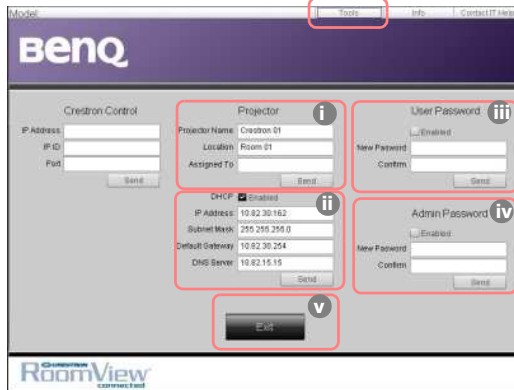 Model: Tools Info Contact IT Help
BenQ
Crestron Control
IP Address
IP ID
Port
Send
Projector i
Projector Name Crestron 01
Location Room 01
Assigned To
Send
ii
DHCP Enabled
IP Address 10.82.30.162
Subnet Mask 255.255.255.0
Default Gateway 10.82.30.254
DNS Server 10.82.15.15
Send
User Password iii
Enabled
New Password
Confirm
Send
Admin Password iv
Enabled
New Password
Confirm
Send
v
Exit
CRESTRON
RoomView
connected